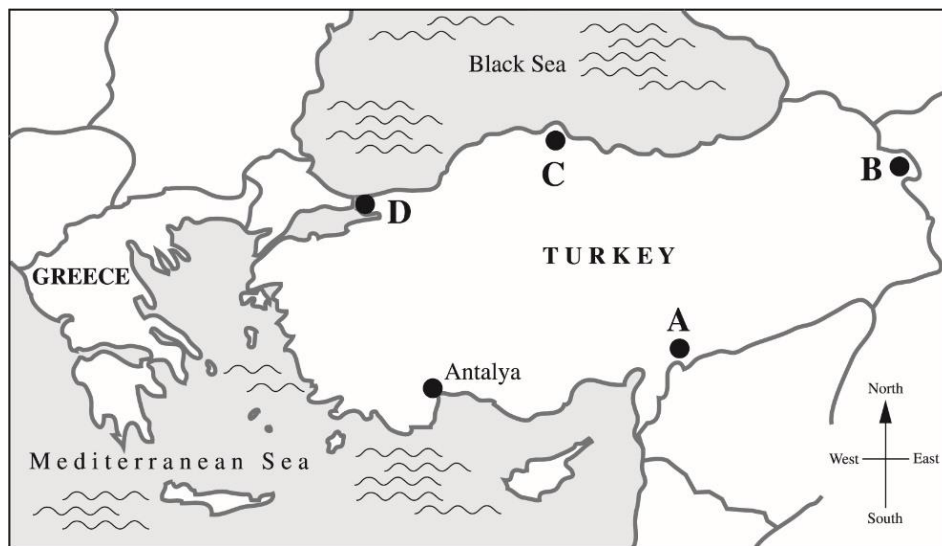 Black Sea
C
B
D
TURKEY
GREECE
A
Antalya
North
Mediterranean Sea
West
East
South